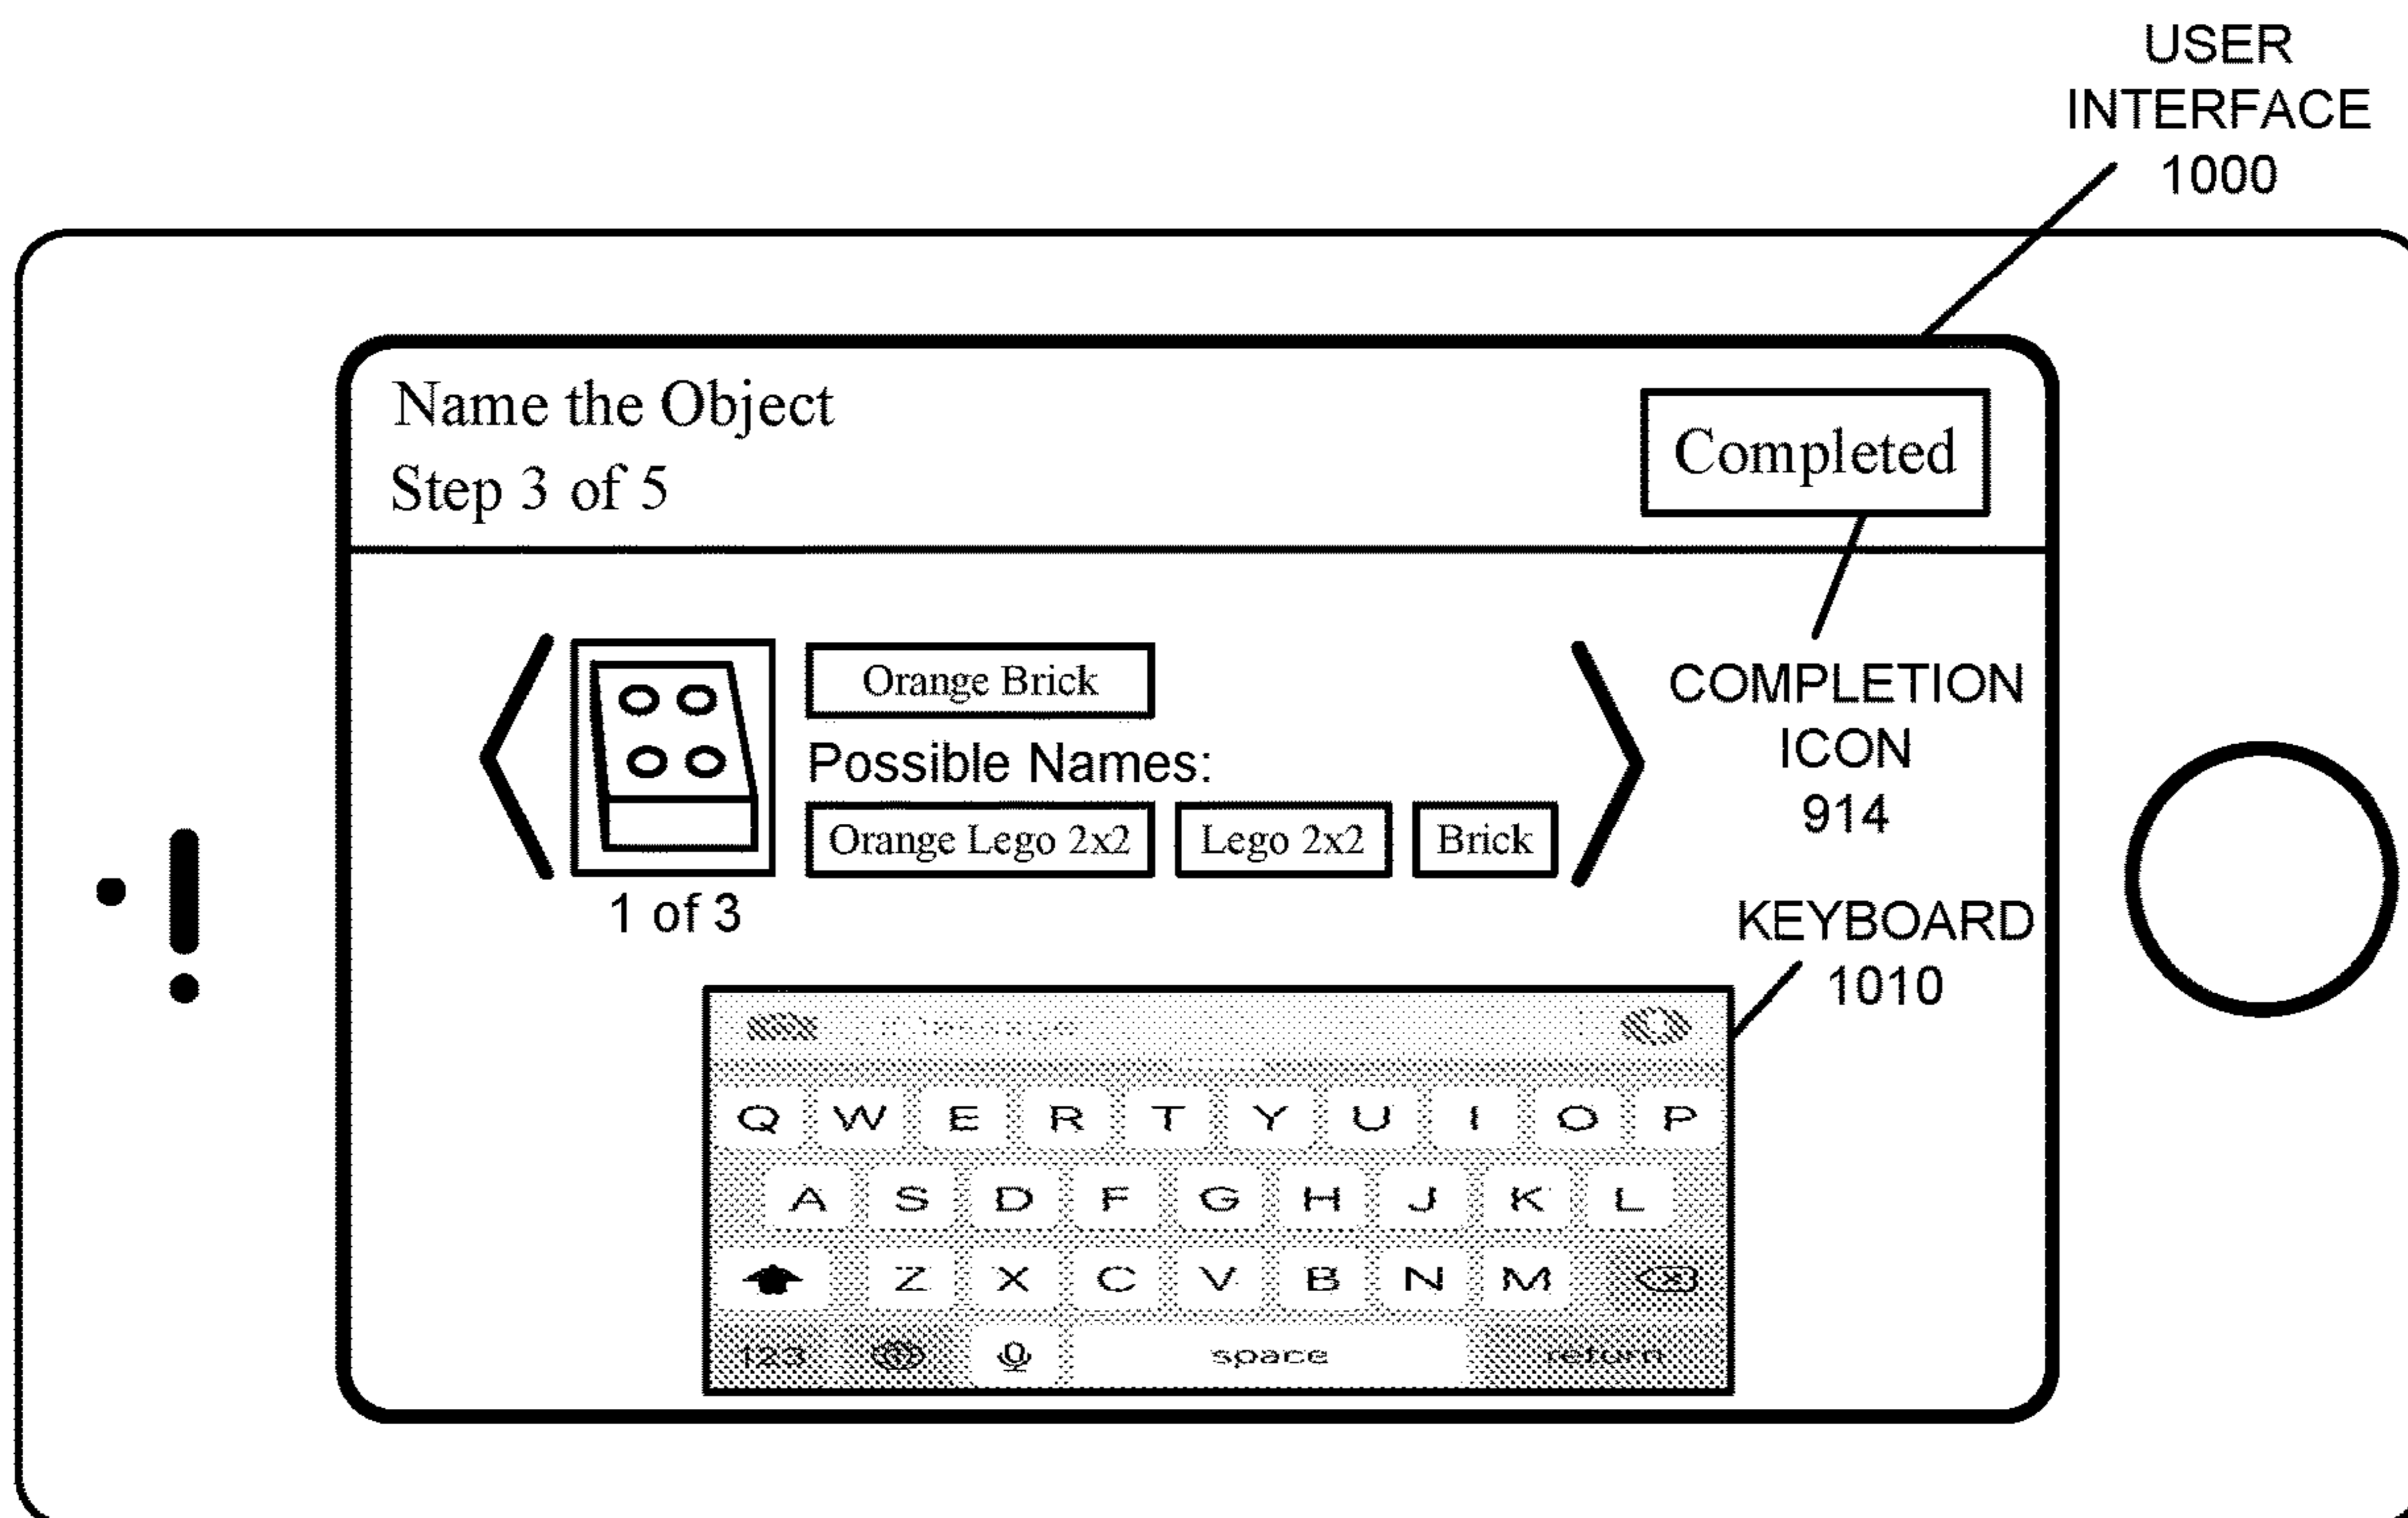 USER
INTERFACE
1000
Name the Object
Step 3 of 5
Completed
Orange Brick
Possible Names:
Orange Lego 2x2
Lego 2x2
Brick
1 of 3
COMPLETION
ICON
914
KEYBOARD
1010
Q W E R T Y U I O P
A S D F G H J K L
Z X C V B N M
123 space return